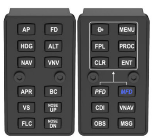 AP FD
HDG ALT
NAV VNV
APR BC
VS NOSE UP
FLC NOSE DN
MENU
FPL PROC
CLR ENT
PFD MFD
CDI VNAV
OBS MSG